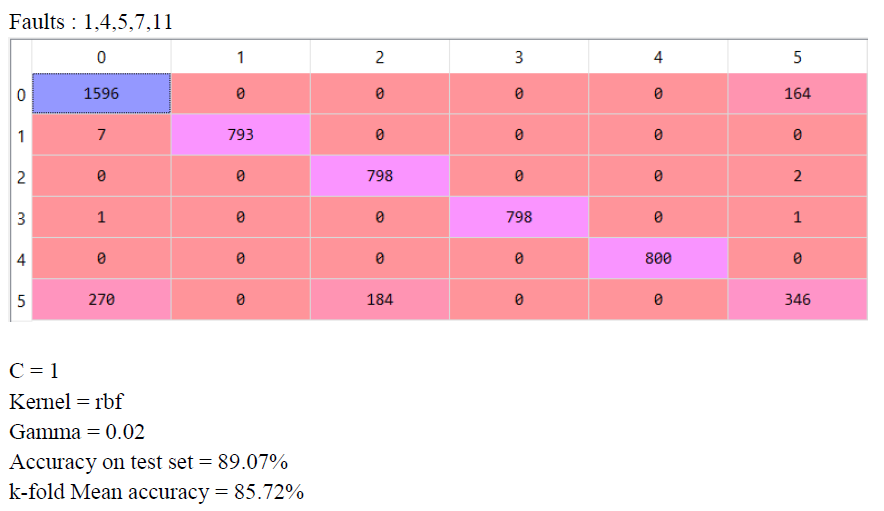 Faults : 1,4,5,7,11
0 1 2 3 4 5
0 1596 0 0 0 0 164
1 7 793 0 0 0 0
2 0 0 798 0 0 2
3 1 0 0 798 0 1
4 0 0 0 0 800 0
5 270 0 184 0 0 346
C = 1
Kernel = rbf
Gamma = 0.02
Accuracy on test set = 89.07%
k-fold Mean accuracy = 85.72%